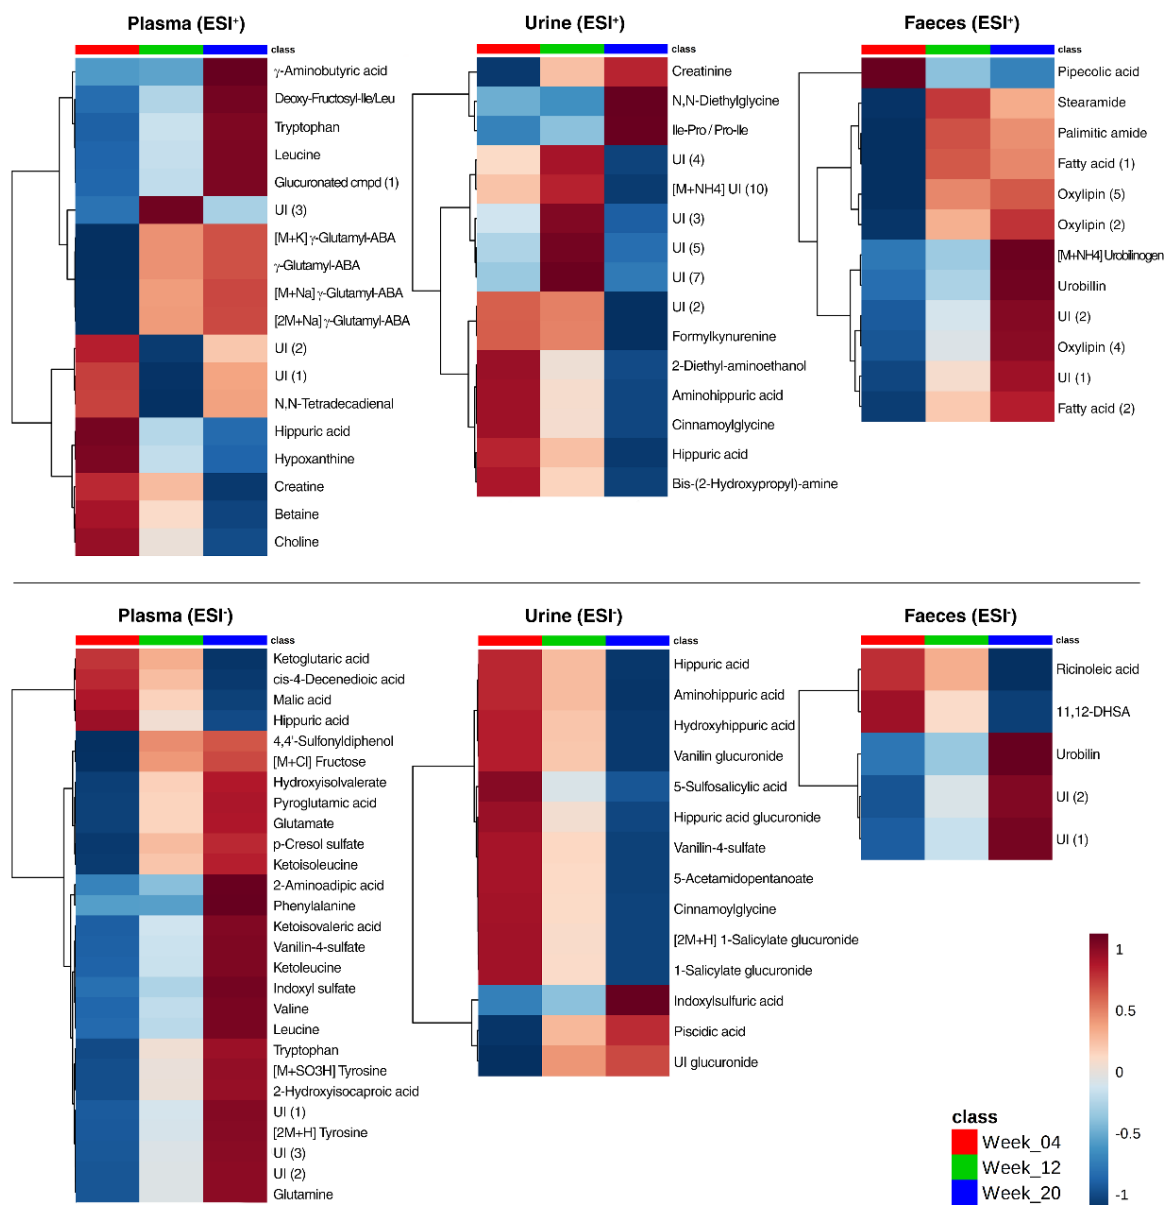 Plasma (ESI⁺)
class
γ-Aminobutyric acid
Deoxy-Fructosyl-Ile/Leu
Tryptophan
Leucine
Glucuronated cmpd (1)
UI (3)
[M+K] γ-Glutamyl-ABA
γ-Glutamyl-ABA
[M+Na] γ-Glutamyl-ABA
[2M+Na] γ-Glutamyl-ABA
UI (2)
UI (1)
N,N-Tetradecadienal
Hippuric acid
Hypoxanthine
Creatine
Betaine
Choline
Urine (ESI⁺)
class
Creatinine
N,N-Diethylglycine
Ile-Pro / Pro-Ile
UI (4)
[M+NH4] UI (10)
UI (3)
UI (5)
UI (7)
UI (2)
Formylkynurenine
2-Diethyl-aminoethanol
Aminohippuric acid
Cinnamoylglycine
Hippuric acid
Bis-(2-Hydroxypropyl)-amine
Faeces (ESI⁺)
class
Pipecolic acid
Stearamide
Palimitic amide
Fatty acid (1)
Oxylipin (5)
Oxylipin (2)
[M+NH4] Urobilinogen
Urobillin
UI (2)
Oxylipin (4)
UI (1)
Fatty acid (2)
Plasma (ESI⁻)
class
Ketoglutaric acid
cis-4-Decenedioic acid
Malic acid
Hippuric acid
4,4'-Sulfonyldiphenol
[M+Cl] Fructose
Hydroxyisolvalerate
Pyroglutamic acid
Glutamate
p-Cresol sulfate
Ketoisoleucine
2-Aminoadipic acid
Phenylalanine
Ketoisovaleric acid
Vanilin-4-sulfate
Ketoleucine
Indoxyl sulfate
Valine
Leucine
Tryptophan
[M+SO3H] Tyrosine
2-Hydroxyisocaproic acid
UI (1)
[2M+H] Tyrosine
UI (3)
UI (2)
Glutamine
Urine (ESI⁻)
class
Hippuric acid
Aminohippuric acid
Hydroxyhippuric acid
Vanilin glucuronide
5-Sulfosalicylic acid
Hippuric acid glucuronide
Vanilin-4-sulfate
5-Acetamidopentanoate
Cinnamoylglycine
[2M+H] 1-Salicylate glucuronide
1-Salicylate glucuronide
Indoxylsulfuric acid
Piscidic acid
UI glucuronide
Faeces (ESI⁻)
class
Ricinoleic acid
11,12-DHSA
Urobilin
UI (2)
UI (1)
1
0.5
0
-0.5
-1
class
Week_04
Week_12
Week_20